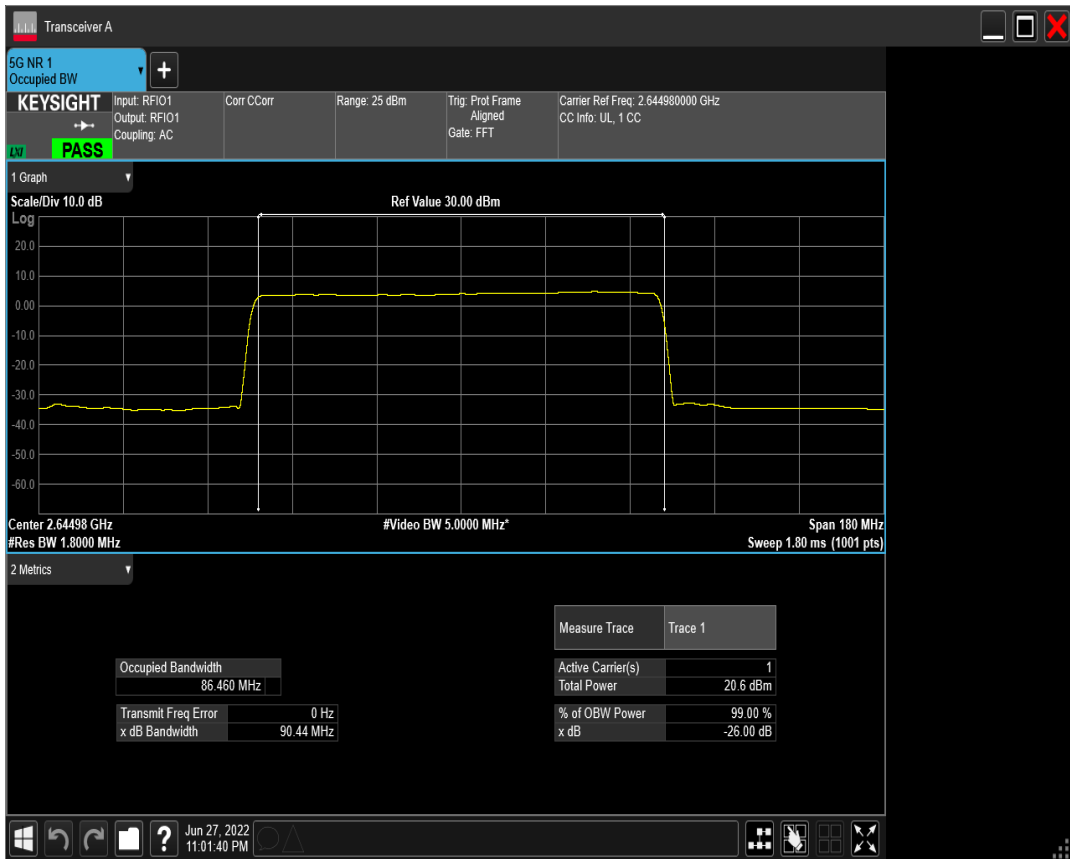 Transceiver A
5G NR 1
Occupied BW
+
KEYSIGHT
LXI
PASS
Input: RFIO1
Output: RFIO1
Coupling: AC
Corr CCorr
Range: 25 dBm
Trig: Prot Frame
Aligned
Gate: FFT
Carrier Ref Freq: 2.644980000 GHz
CC Info: UL, 1 CC
1 Graph
Scale/Div 10.0 dB
Ref Value 30.00 dBm
Log
20.0
10.0
0.00
-10.0
-20.0
-30.0
-40.0
-50.0
-60.0
Center 2.64498 GHz
#Video BW 5.0000 MHz*
Span 180 MHz
#Res BW 1.8000 MHz
Sweep 1.80 ms (1001 pts)
2 Metrics
Measure Trace Trace 1
Occupied Bandwidth
86.460 MHz
Active Carrier(s) 1
Total Power 20.6 dBm
Transmit Freq Error 0 Hz
x dB Bandwidth 90.44 MHz
% of OBW Power 99.00 %
x dB -26.00 dB
?
Jun 27, 2022
11:01:40 PM